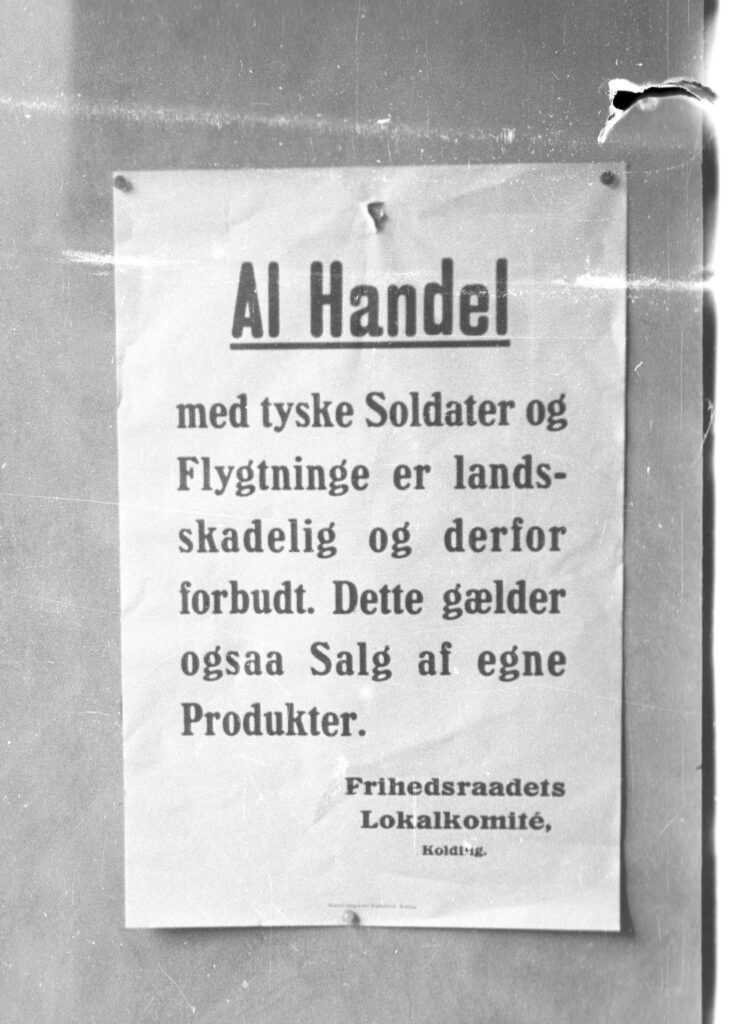 Al Handel
med tyske Soldater og
Flygtninge er lands-
skadelig og derfor
forbudt. Dette gælder
ogsaa Salg af egne
Produkter.
Frihedsraadets
Lokalkomité,
Kolding.